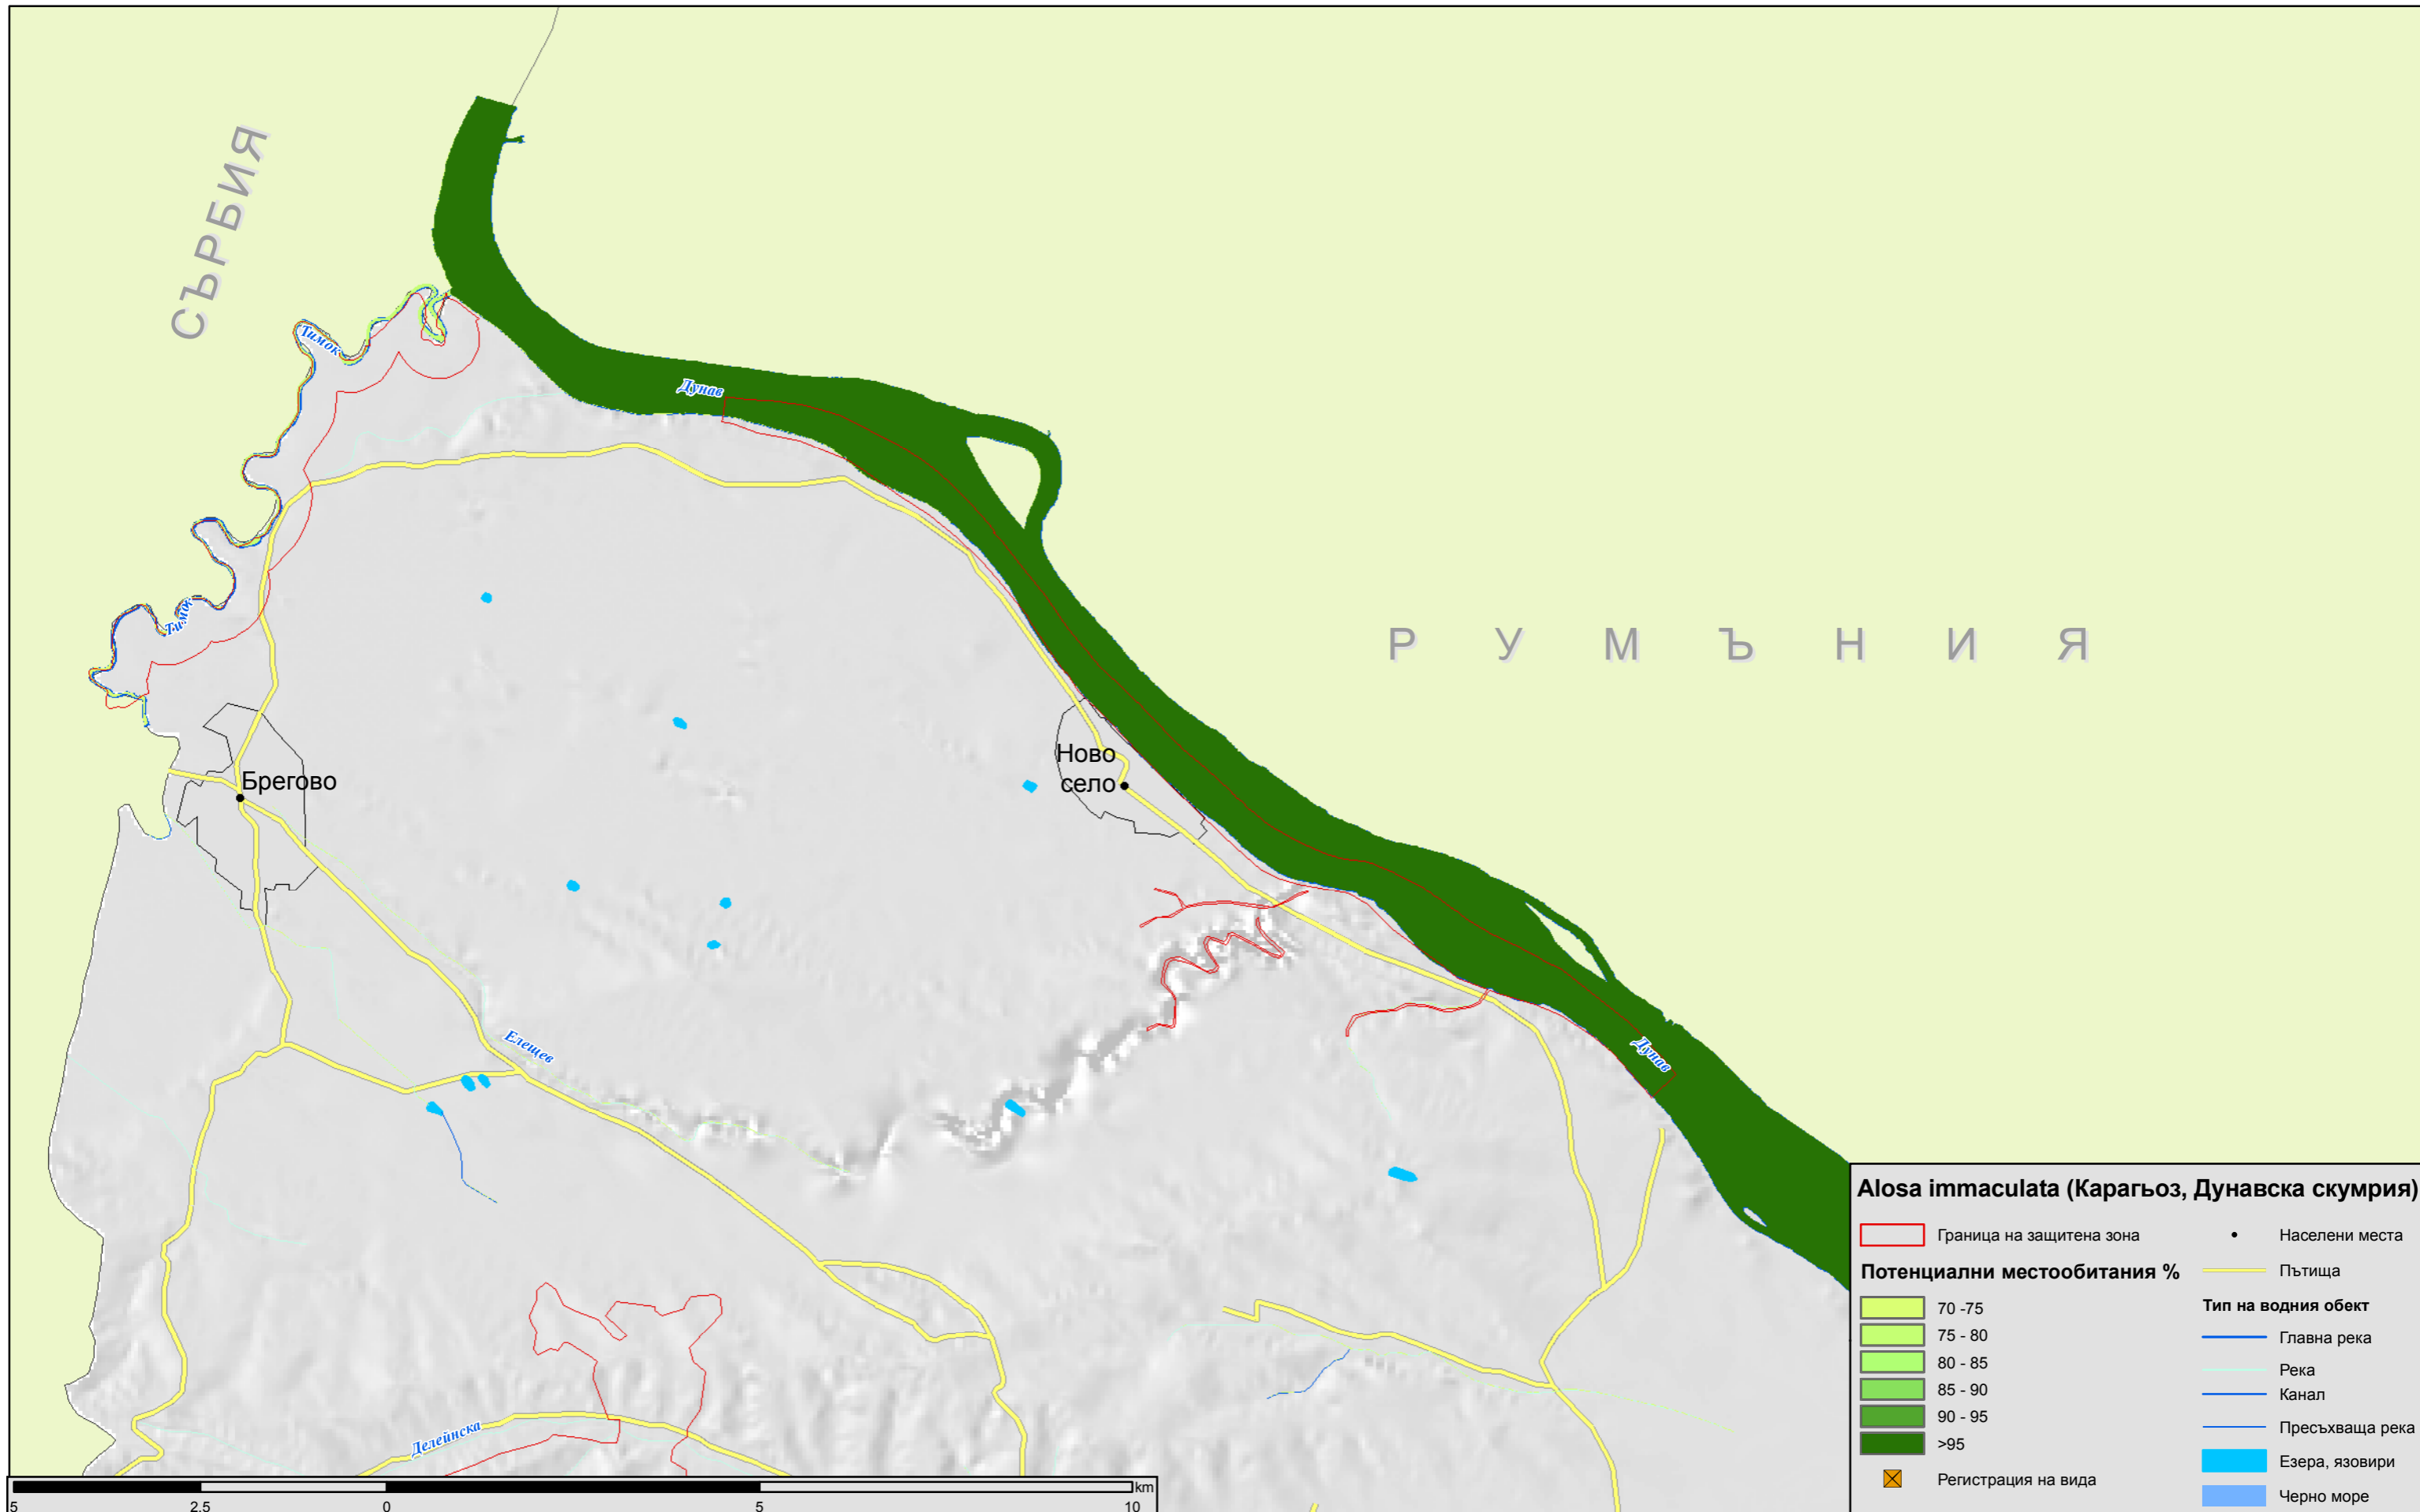 СЪРБИЯ
Тимок
Дунав
Тимок
РУМЪНИЯ
Ново
село
Брегово
Елещев
Дунав
Делейнска
Alosa immaculata (Карагьоз, Дунавска скумрия)
Граница на защитена зона
Потенциални местообитания %
70 -75
75 - 80
80 - 85
85 - 90
90 - 95
>95
Регистрация на вида
Населени места
Пътища
Тип на водния обект
Главна река
Река
Канал
Пресъхваща река
Езера, язовири
Черно море
km
5 2,5 0 5 10